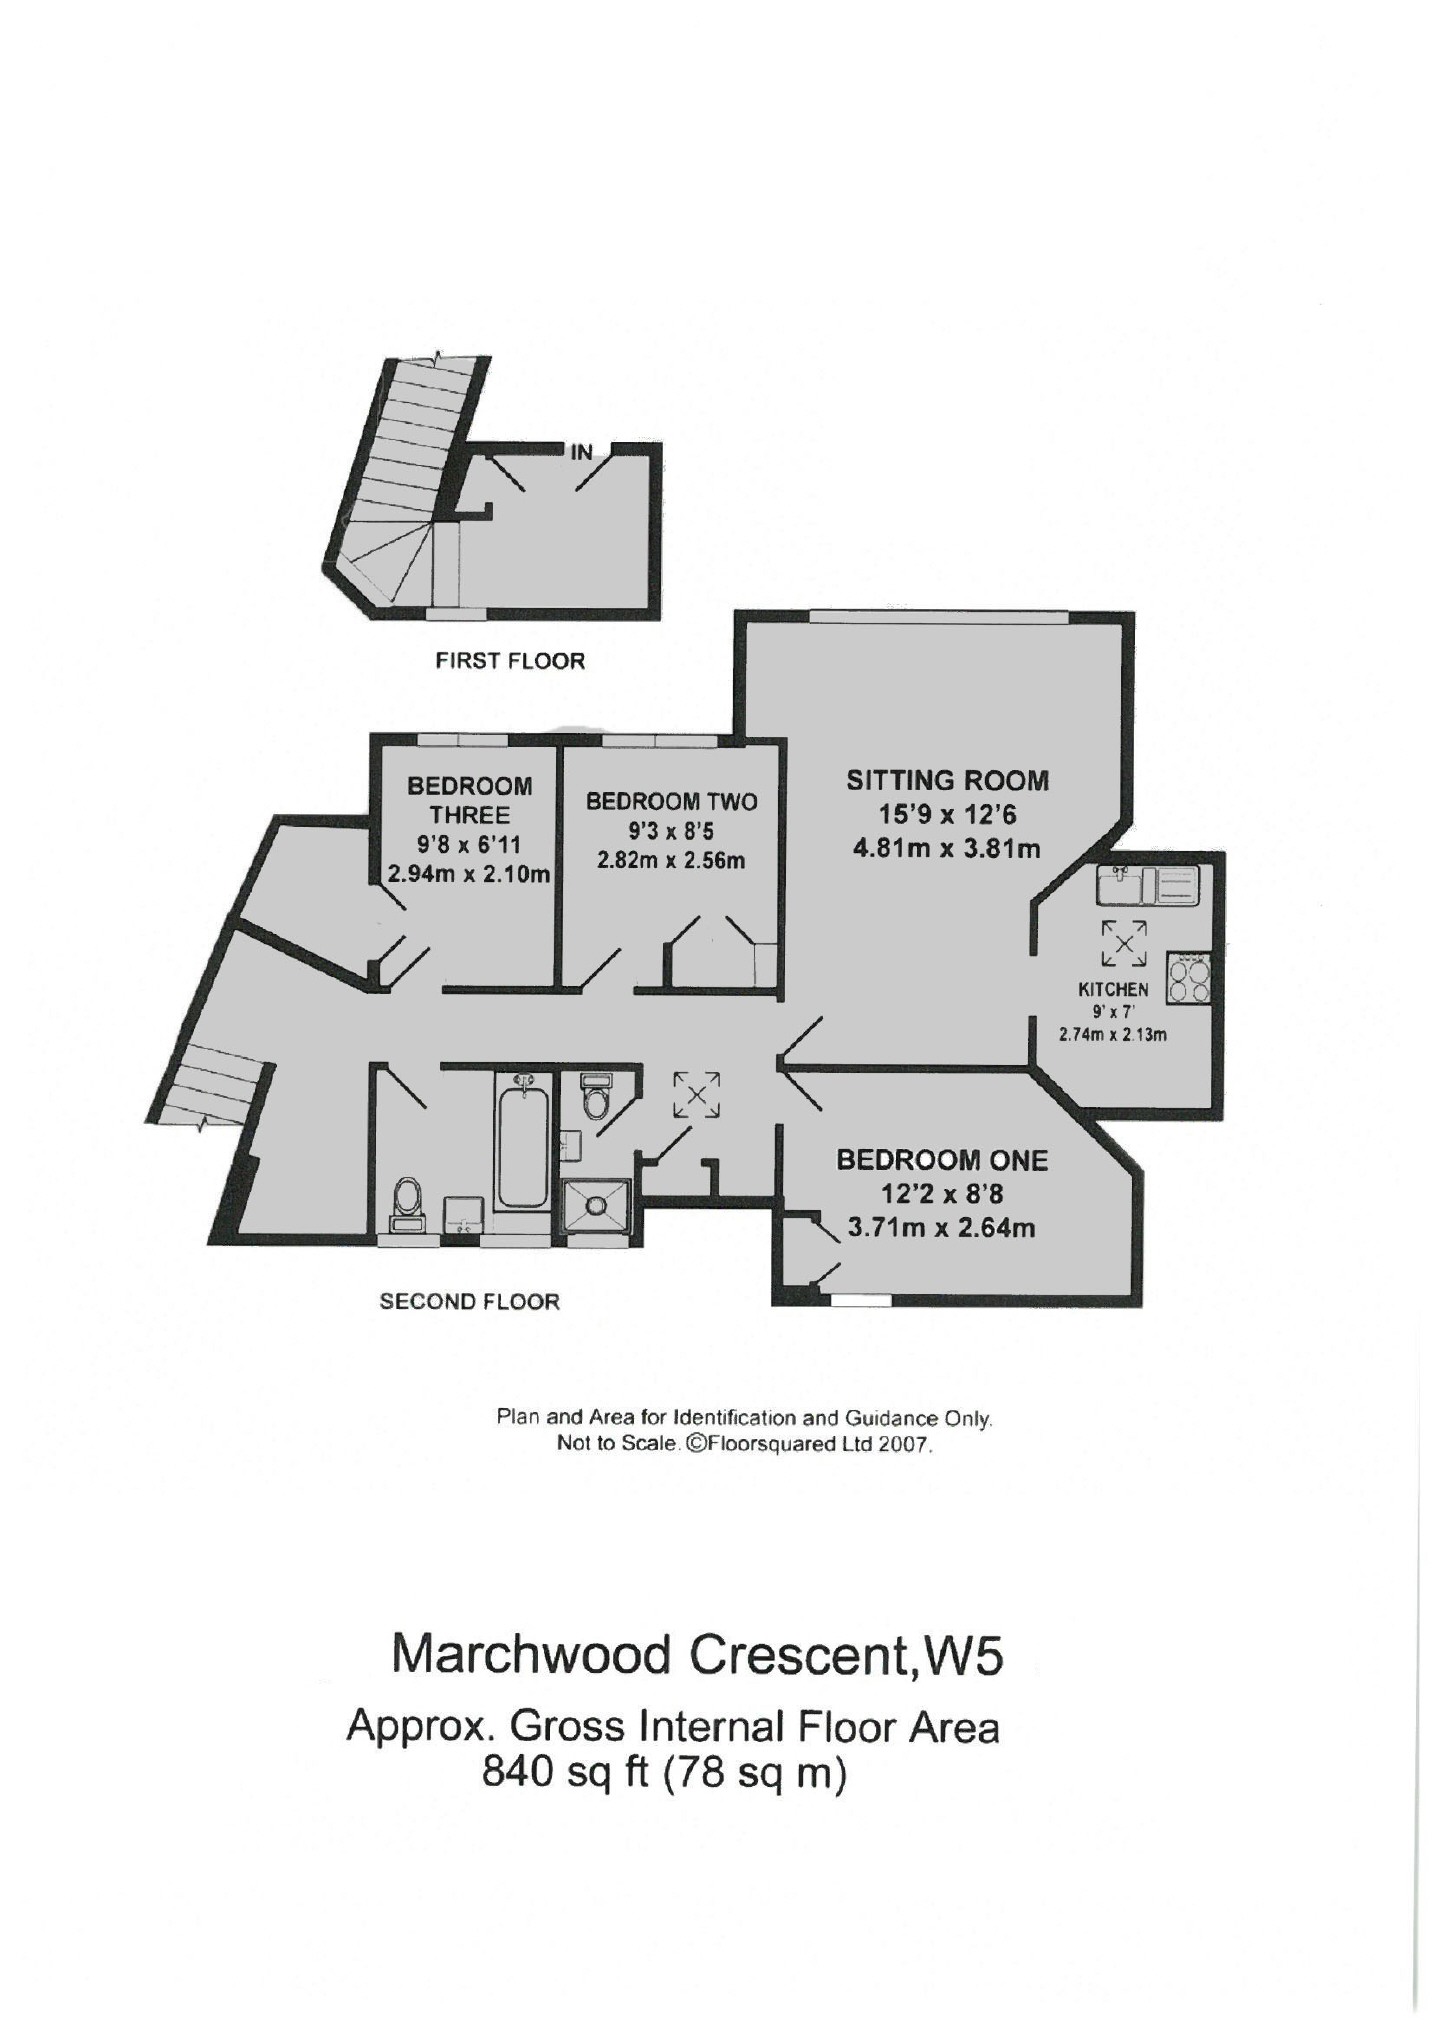 IN
FIRST FLOOR
BEDROOM
THREE
9'8 x 6'11
2.94m x 2.10m
BEDROOM TWO
9'3 x 8'5
2.82m x 2.56m
SITTING ROOM
15'9 x 12'6
4.81m x 3.81m
KITCHEN
9' x 7'
2.74m x 2.13m
BEDROOM ONE
12'2 x 8'8
3.71m x 2.64m
SECOND FLOOR
Plan and Area for Identification and Guidance Only.
Not to Scale. ©Floorsquared Ltd 2007.
Marchwood Crescent,W5
Approx. Gross Internal Floor Area
840 sq ft (78 sq m)